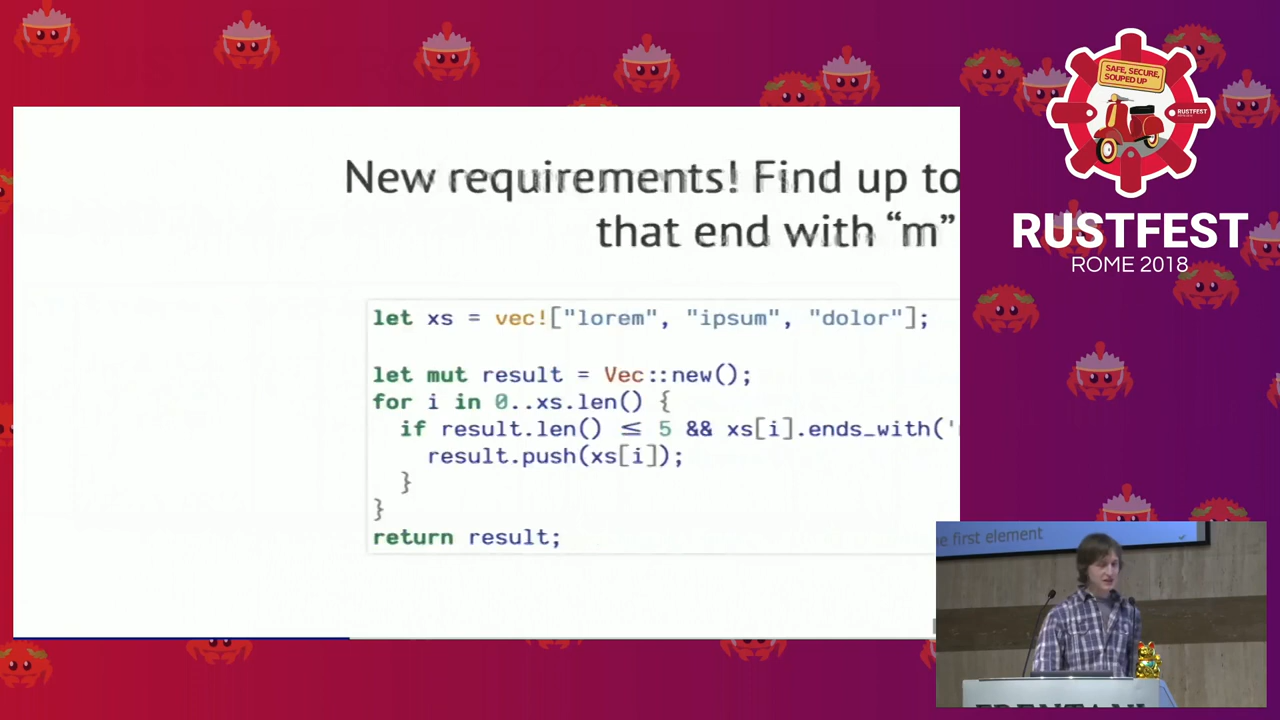 New requirements! Find up to
that end with “m”
let xs = vec!["lorem", "ipsum", "dolor"];
let mut result = Vec::new();
for i in 0..xs.len() {
if result.len() ≤ 5 && xs[i].ends_with('
result.push(xs[i]);
}
}
return result;
SAFE, SECURE,
SOUPED UP
RUSTFEST
RUSTFEST
ROME 2018
first element